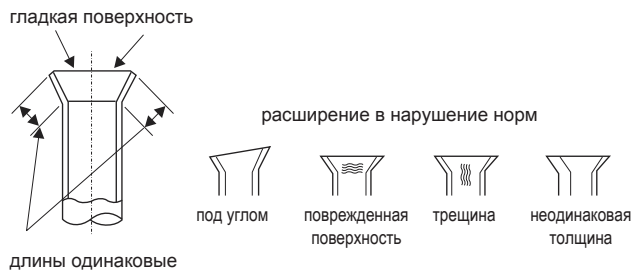 гладкая поверхность
расширение в нарушение норм
под углом
поврежденная
поверхность
трещина
неодинаковая
толщина
длины одинаковые